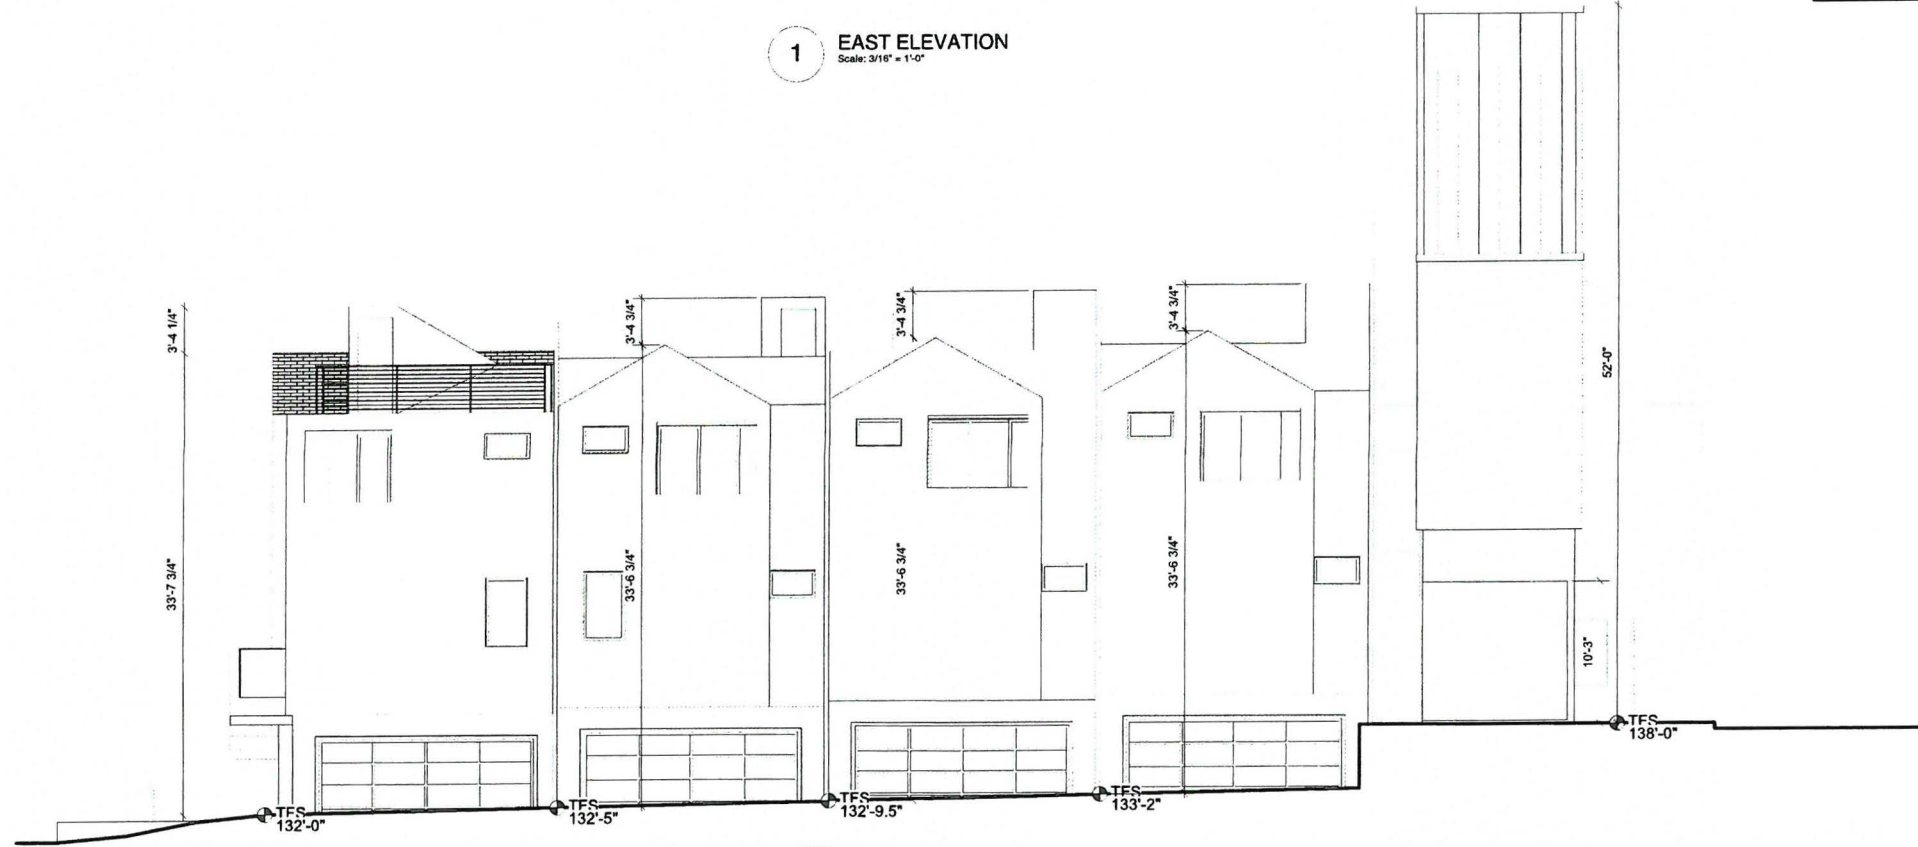 1
EAST ELEVATION
Scale: 3/16" = 1'-0"
3'-4 1/4"
3'-4 3/4"
3'-4 3/4"
3'-4 3/4"
52'-0"
33'-7 3/4"
33'-6 3/4"
33'-6 3/4"
33'-6 3/4"
10'-3"
TFS
138'-0"
TFS
132'-0"
TFS
132'-5"
TFS
132'-9.5"
TFS
133'-2"